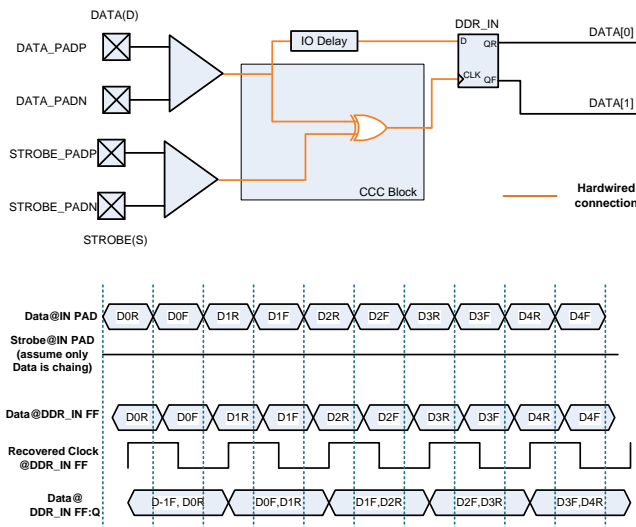 DATA(D)
DATA_PADP
DATA_PADN
STROBE_PADP
STROBE_PADN
STROBE(S)
IO Delay
CCC Block
DDR_IN
D
QR
CLK
QF
DATA[0]
DATA[1]
Hardwired
connection
Data@IN PAD
D0R D0F D1R D1F D2R D2F D3R D3F D4R D4F
Strobe@IN PAD
(assume only
Data is chaing)
Data@DDR_IN FF
D0R D0F D1R D1F D2R D2F D3R D3F D4R D4F
Recovered Clock
@DDR_IN FF
Data@
DDR_IN FF:Q
D-1F, D0R D0F,D1R D1F,D2R D2F,D3R D3F,D4R